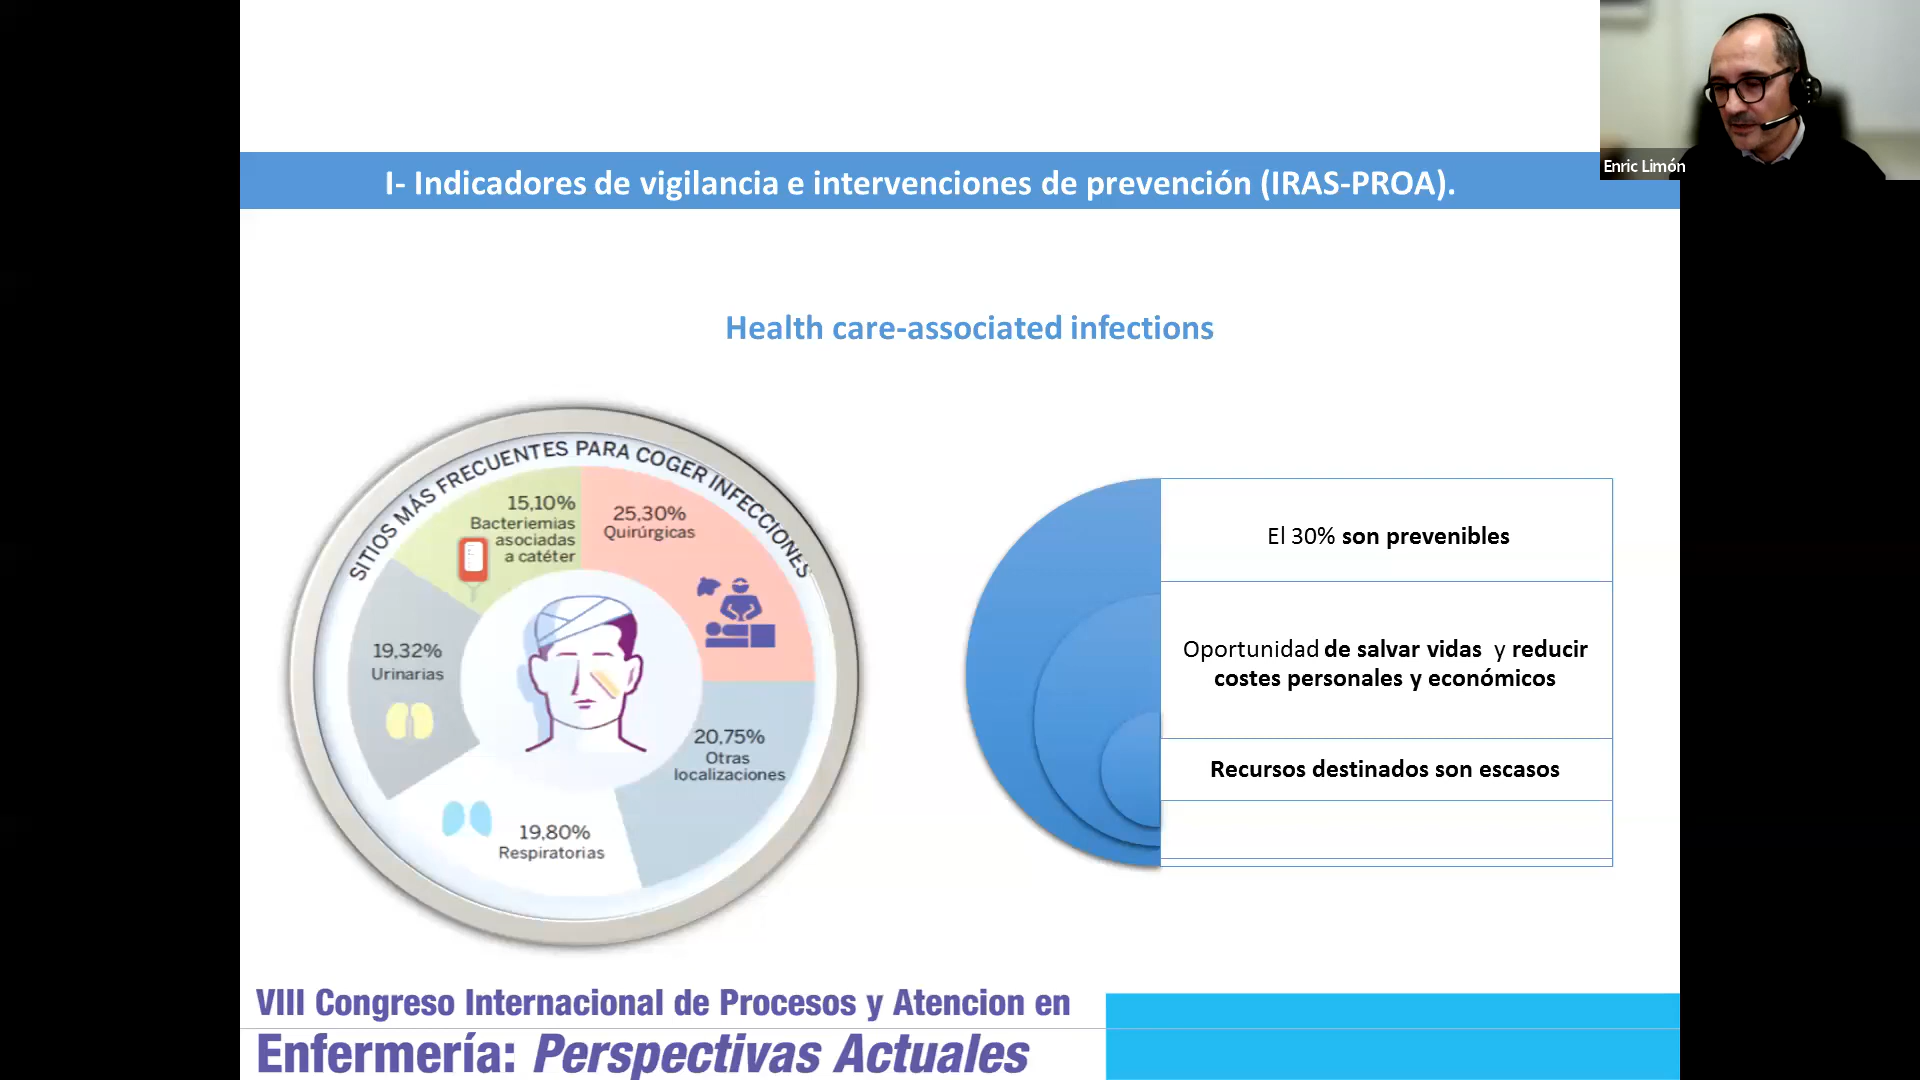 Enric Limón
I- Indicadores de vigilancia e intervenciones de prevención (IRAS-PROA).
Health care-associated infections
SITIOS MÁS FRECUENTES PARA COGER INFECCIONES
15,10%
Bacteriemias
asociadas
a catéter
25,30%
Quirúrgicas
19,32%
Urinarias
20,75%
Otras
localizaciones
19,80%
Respiratorias
El 30% son prevenibles
Oportunidad de salvar vidas y reducir
costes personales y económicos
Recursos destinados son escasos
VIII Congreso Internacional de Procesos y Atencion en
Enfermería: Perspectivas Actuales